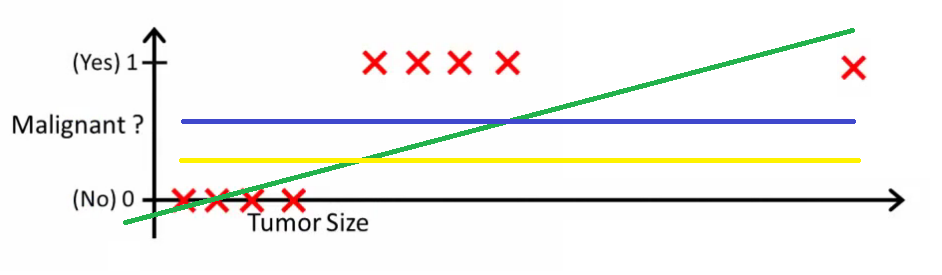 (Yes) 1
Malignant ?
(No) 0
Tumor Size